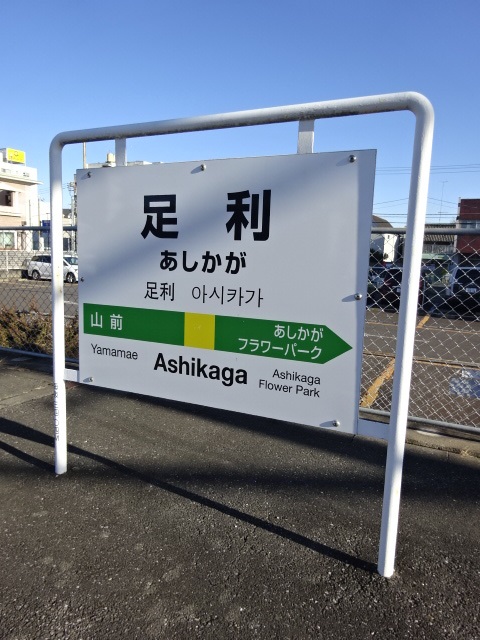 足利
あしかが
足利 아시카가
山前
あしかが
フラワーパーク
Yamamae
Ashikaga
Ashikaga
Flower Park